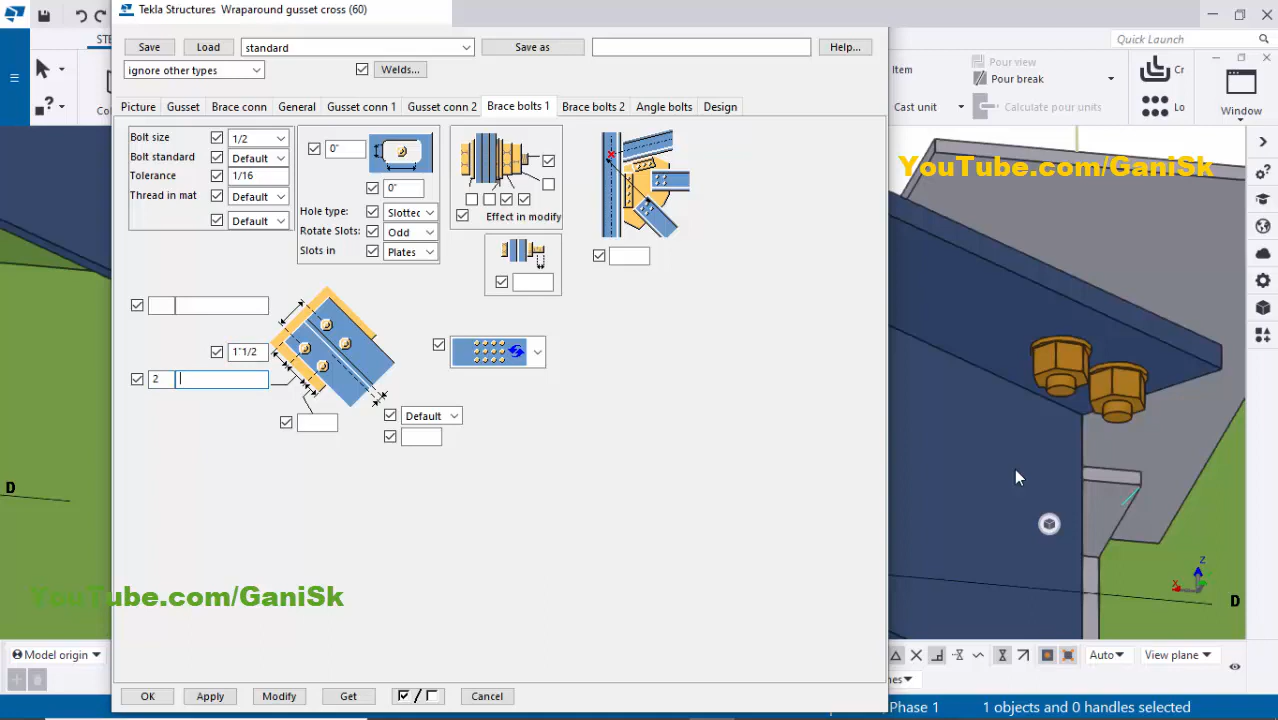 Tekla Structures Wraparound gusset cross (60)
Save
Load
standard
Save as
Help...
ignore other types
Welds...
Picture
Gusset
Brace conn
General
Gusset conn 1
Gusset conn 2
Brace bolts 1
Brace bolts 2
Angle bolts
Design
Bolt size
1/2
Bolt standard
Default
Tolerance
1/16
Thread in mat
Default
Default
0"
0"
Hole type:
Slotted
Rotate Slots:
Odd
Slots in
Plates
Effect in modify
1"1/2
2
Default
OK
Apply
Modify
Get
/
Cancel
STE
Quick Launch
Item
Pour view
Pour break
Cast unit
Calculate pour units
Cr
Lo
Window
YouTube.com/GaniSk
D
D
Z
X
YouTube.com/GaniSk
Model origin
Auto
View plane
nes
Phase 1
1 objects and 0 handles selected